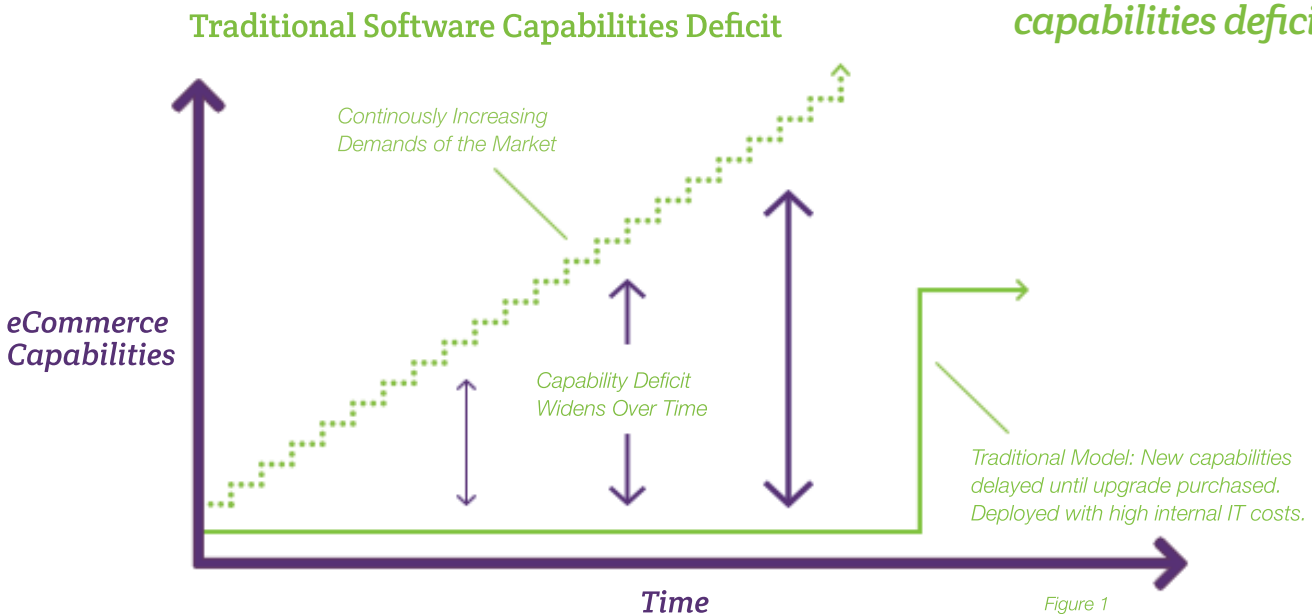 Traditional Software Capabilities Deficit
capabilities
Continously Increasing
Demands of the Market
eCommerce
Capabilities
Capability Deficit
Widens Over Time
Traditional Model: New capabilities
delayed until upgrade purchased.
Deployed with high internal IT costs.
Time
Figure 1